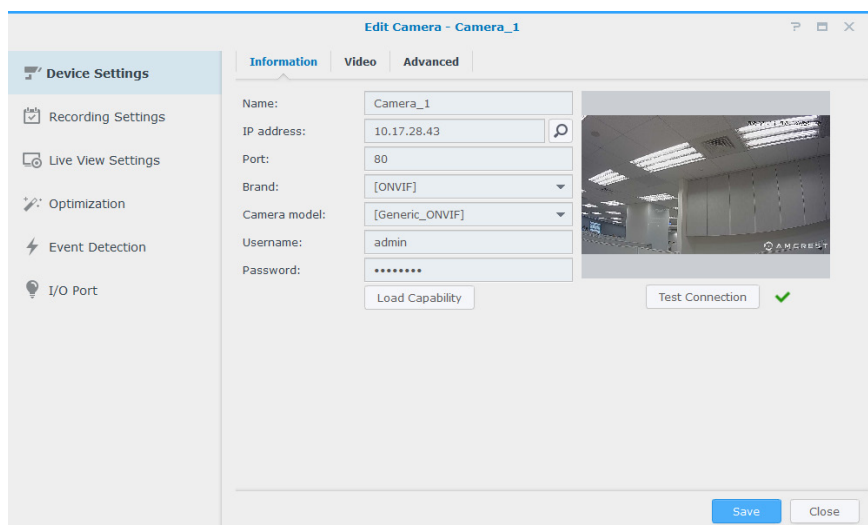 Edit Camera - Camera_1
Device Settings
Recording Settings
Live View Settings
Optimization
Event Detection
I/O Port
Information Video Advanced
Name: Camera_1
IP address: 10.17.28.43
Port: 80
Brand: [ONVIF]
Camera model: [Generic_ONVIF]
Username: admin
Password: ••••••••
Load Capability
AMCREST
Test Connection
Save Close